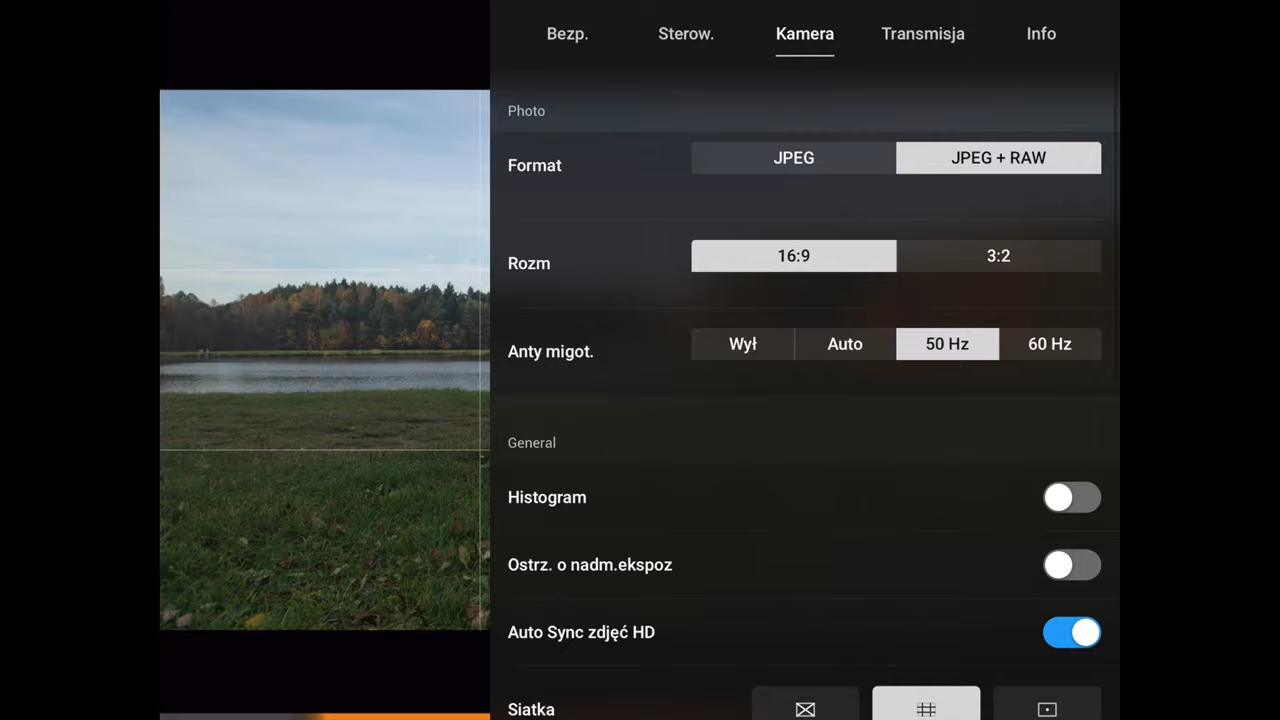 Bezp. Sterow. Kamera Transmisja Info
Photo
Format JPEG JPEG + RAW
Rozm 16:9 3:2
Anty migot. Wył Auto 50 Hz 60 Hz
General
Histogram
Ostrz. o nadm.ekspoz
Auto Sync zdjęć HD
Siatka